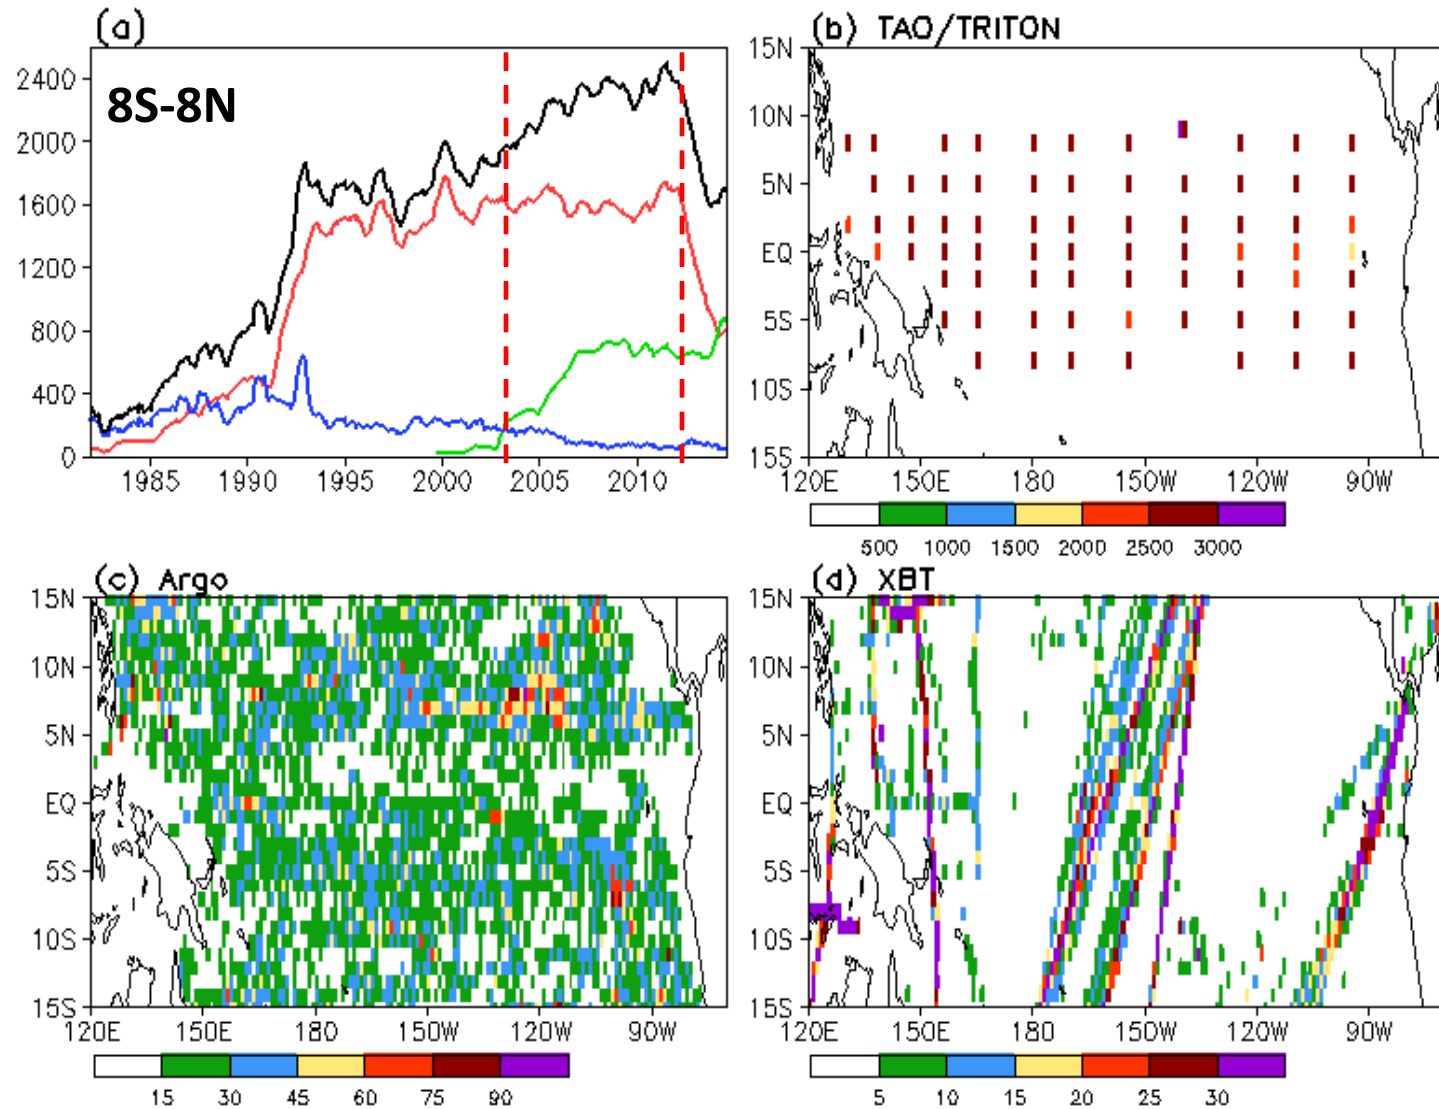 (a)
8S-8N
2400
2000
1600
1200
800
400
0
1985 1990 1995 2000 2005 2010
(b) TAO/TRITON
15N
10N
5N
EQ
5S
10S
15S
120E 150E 180 150W 120W 90W
500 1000 1500 2000 2500 3000
(c) Argo
15N
10N
5N
EQ
5S
10S
15S
120E 150E 180 150W 120W 90W
15 30 45 60 75 90
(d) XBT
15N
10N
5N
EQ
5S
10S
15S
120E 150E 180 150W 120W 90W
5 10 15 20 25 30